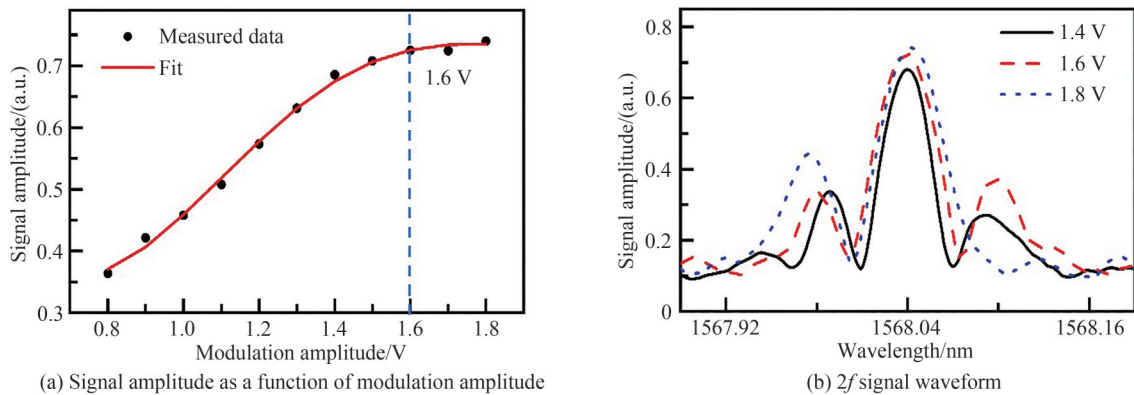 0.7
0.6
0.5
0.4
0.3
Signal amplitude/(a.u.)
Measured data
Fit
1.6 V
0.8
1.0
1.2
1.4
1.6
1.8
Modulation amplitude/V
(a) Signal amplitude as a function of modulation amplitude
0.8
0.6
0.4
0.2
0
Signal amplitude/(a.u.)
1.4 V
1.6 V
1.8 V
1567.92
1568.04
1568.16
Wavelength/nm
(b) 2f signal waveform